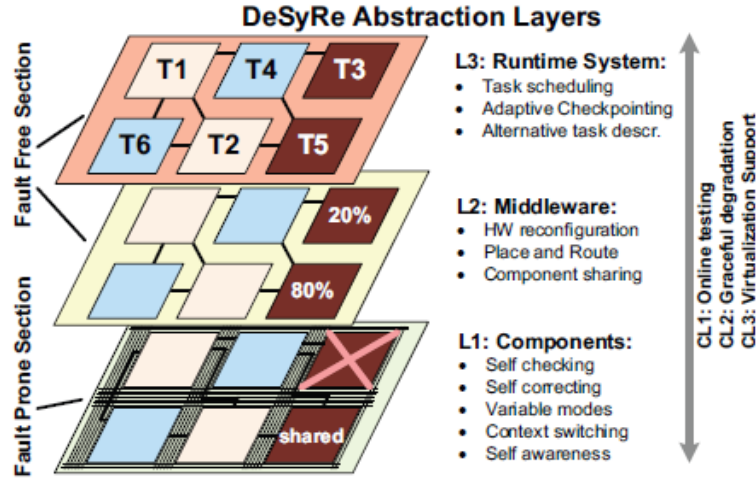 DeSyRe Abstraction Layers
Fault Free Section
Fault Prone Section
T1
T4
T3
T6
T2
T5
20%
80%
shared
L3: Runtime System:
• Task scheduling
• Adaptive Checkpointing
• Alternative task descr.
L2: Middleware:
• HW reconfiguration
• Place and Route
• Component sharing
L1: Components:
• Self checking
• Self correcting
• Variable modes
• Context switching
• Self awareness
CL1: Online testing
CL2: Graceful degradation
CL3: Virtualization Support